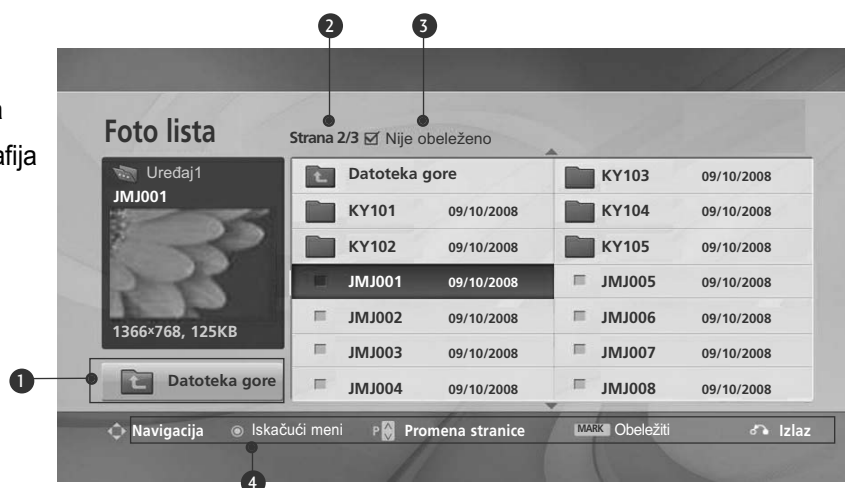 2 3
a
afija
Foto lista
Strana 2/3 Nije obeleženo
Uređaj1
JMJ001
1366×768, 125KB
Datoteka gore
Datoteka gore
KY101 09/10/2008
KY102 09/10/2008
JMJ001 09/10/2008
JMJ002 09/10/2008
JMJ003 09/10/2008
JMJ004 09/10/2008
KY103 09/10/2008
KY104 09/10/2008
KY105 09/10/2008
JMJ005 09/10/2008
JMJ006 09/10/2008
JMJ007 09/10/2008
JMJ008 09/10/2008
1
Navigacija Iskačući meni P Promena stranice MARK Obeležiti Izlaz
4